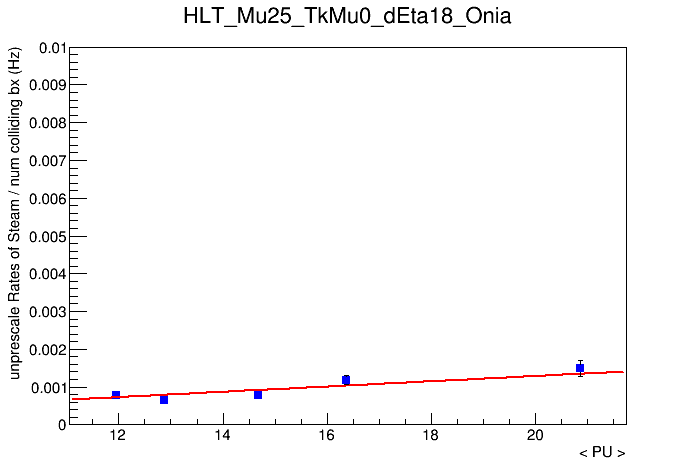 HLT_Mu25_TkMu0_dEta18_Onia
unprescale Rates of Steam / num colliding bx (Hz)
0.01
0.009
0.008
0.007
0.006
0.005
0.004
0.003
0.002
0.001
0
12 14 16 18 20
< PU >